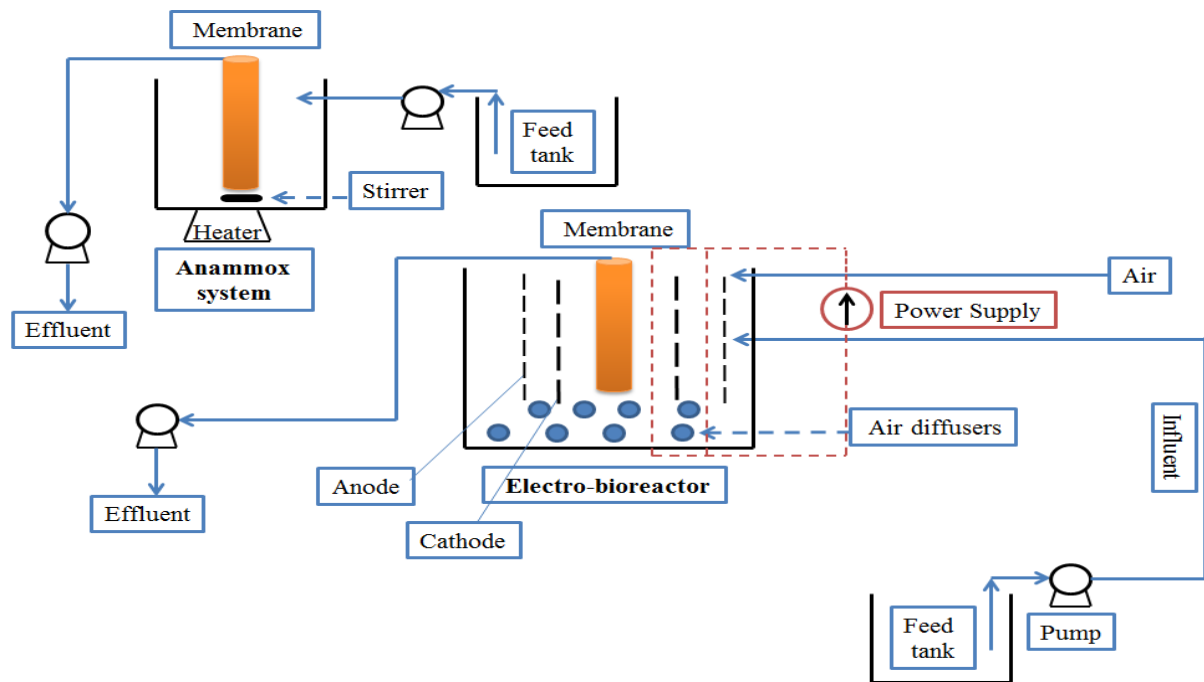 Membrane
Feed
tank
Stirrer
Heater
Anammox
system
Effluent
Membrane
Air
Power Supply
Air diffusers
Influent
Anode
Electro-bioreactor
Cathode
Effluent
Feed
tank
Pump